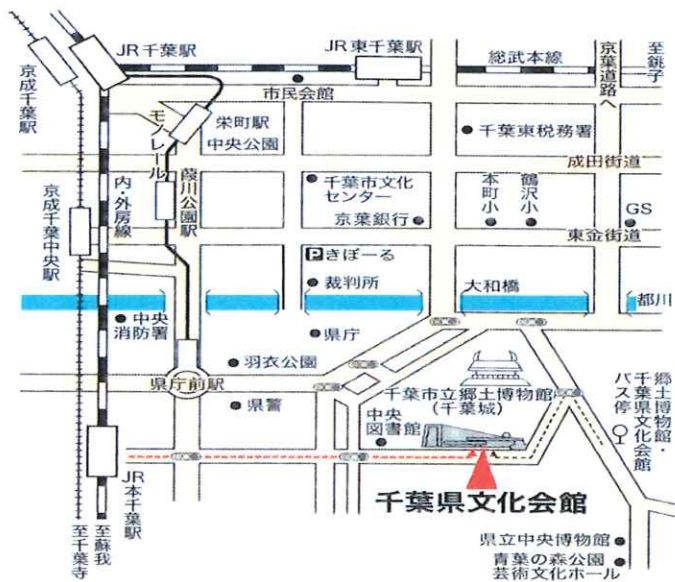 JR千葉駅
JR東千葉駅
総武本線
京葉道路へ
至銚子
京成千葉駅
市民会館
モノレール
栄町駅
中央公園
千葉東税務署
成田街道
葭川公園駅
京成千葉中央駅
内・外房線
千葉市文化
センター
京葉銀行
本町小
鶴沢小
GS
東金街道
Pきぼーる
裁判所
大和橋
都川
中央
消防署
県庁
羽衣公園
県庁前駅
県警
千葉市立郷土博物館
(千葉城)
中央
図書館
郷土博物館・
千葉県文化会館
バス停
JR本千葉駅
千葉県文化会館
至蘇我
至千葉寺
県立中央博物館
青葉の森公園
芸術文化ホール